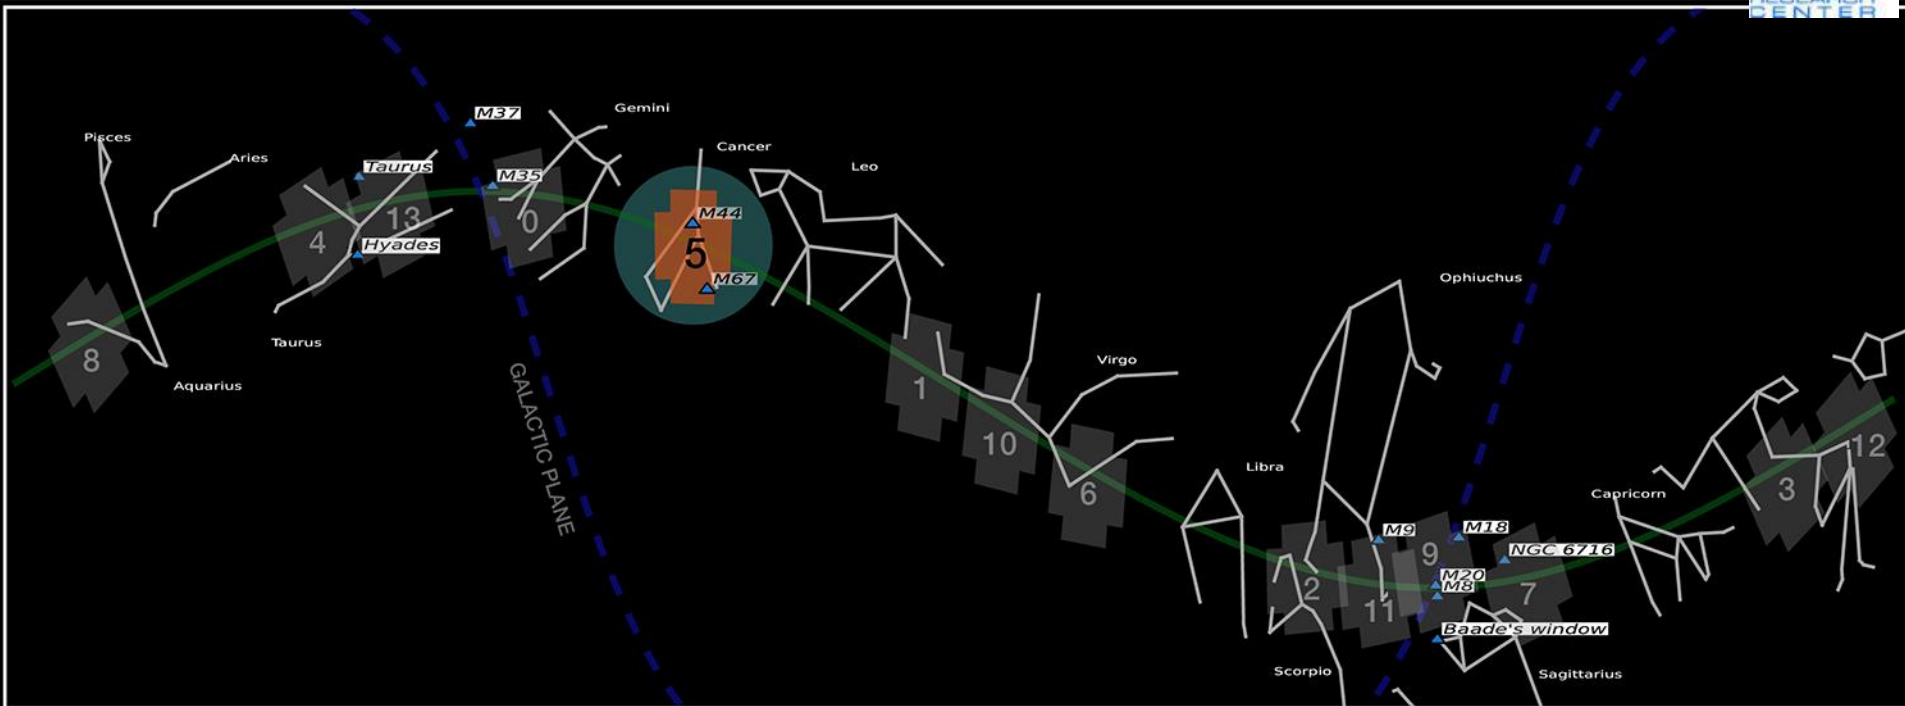 CENTER
M37
Gemini
Pisces
Cancer
Aries
Taurus
Leo
M35
13
0
M44
4
Hyades
5
M67
Ophiuchus
Taurus
8
Virgo
Aquarius
1
GALACTIC PLANE
10
12
Libra
6
3
Capricorn
M9
M18
9
NGC 6716
M20
M8
2
7
11
Baade's window
Scorpio
Sagittarius